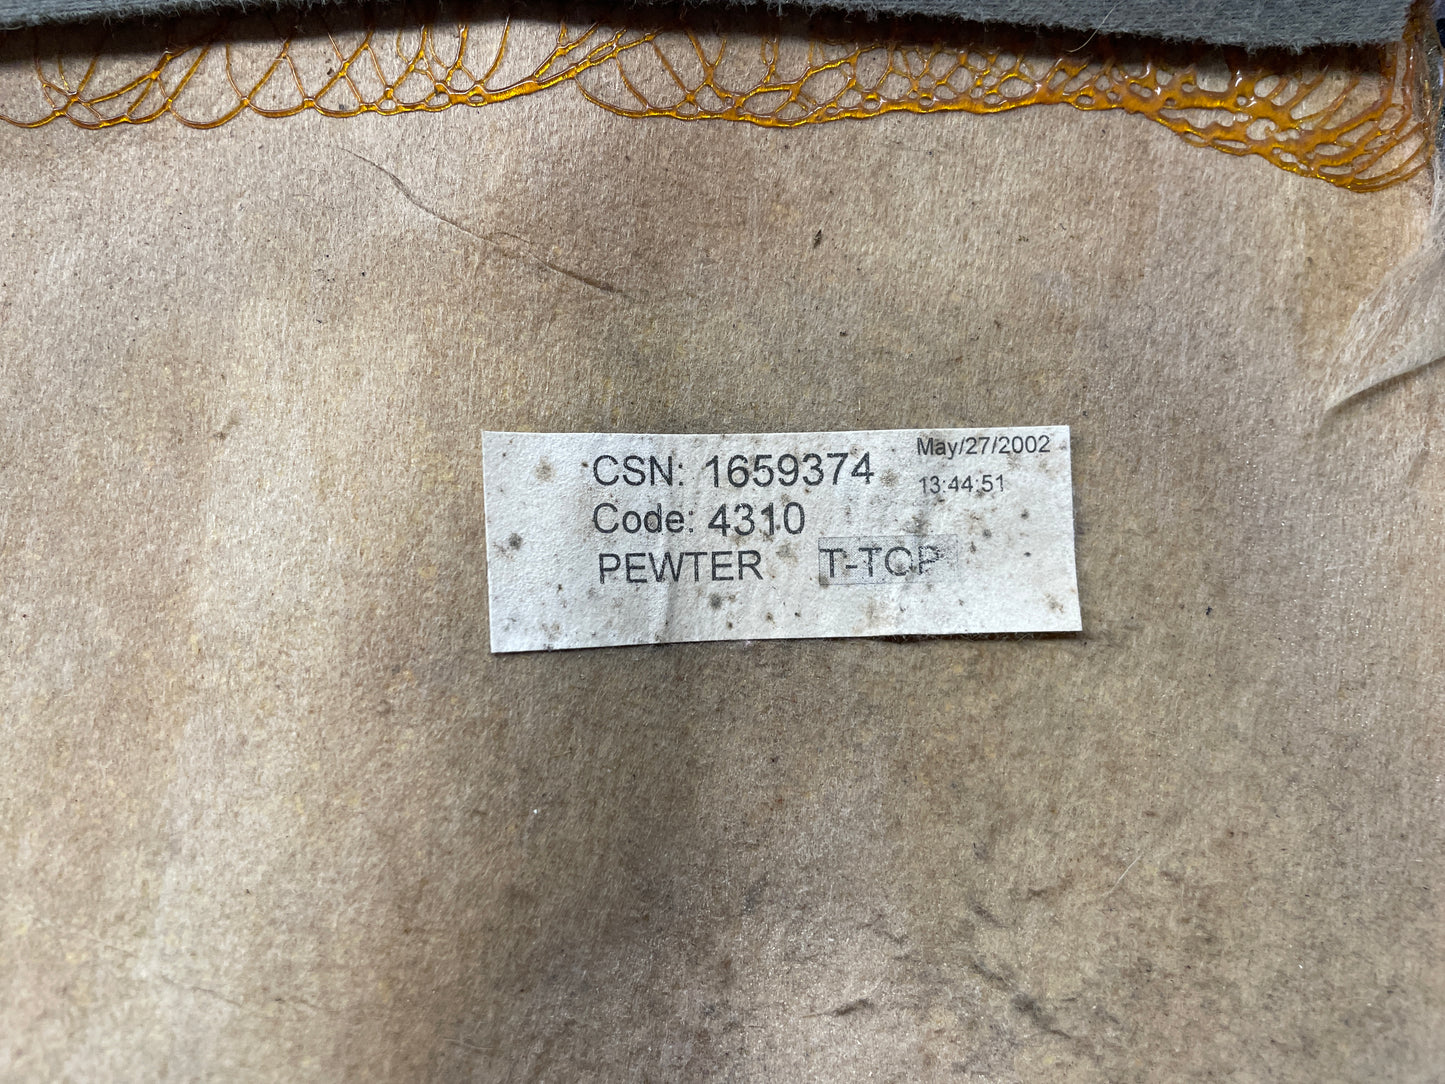 May/27/2002
CSN: 1659374
13:44:51
Code: 4310
PEWTER T-TOP